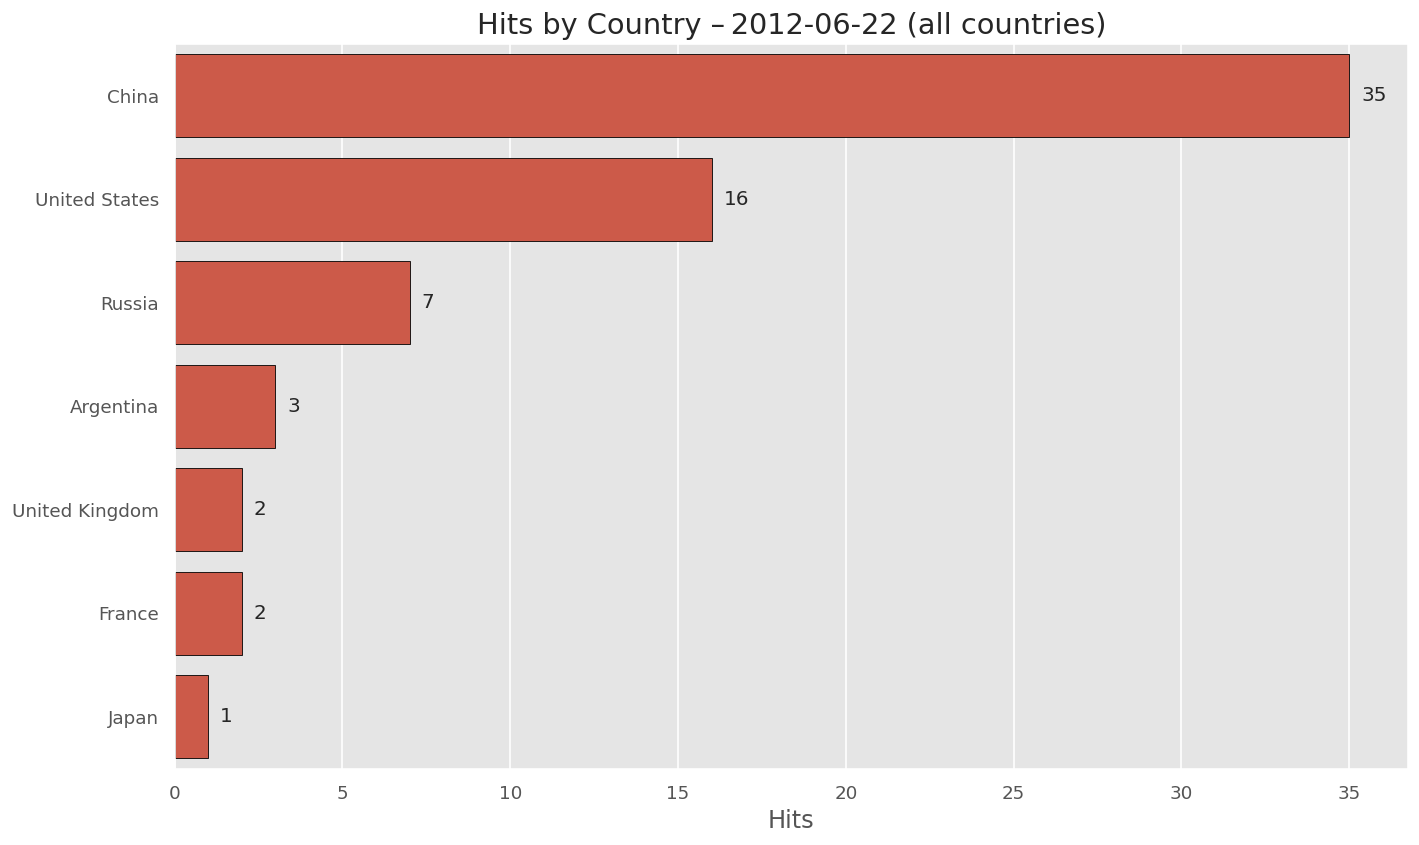 Hits by Country – 2012-06-22 (all countries)
China
35
United States
16
Russia
7
Argentina
3
United Kingdom
2
France
2
Japan
1
0 5 10 15 20 25 30 35
Hits